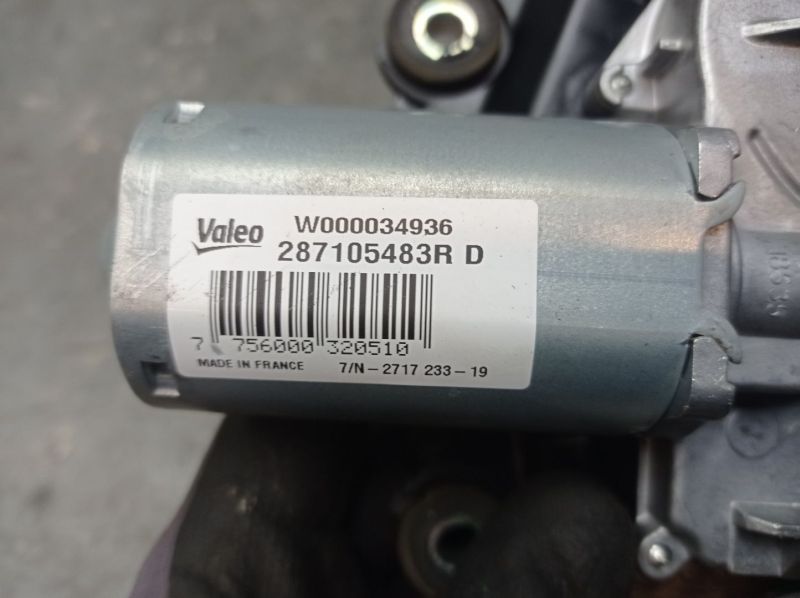 Valeo W000034936
287105483R D
7 756000 320510
MADE IN FRANCE 7/N-2717 233-19